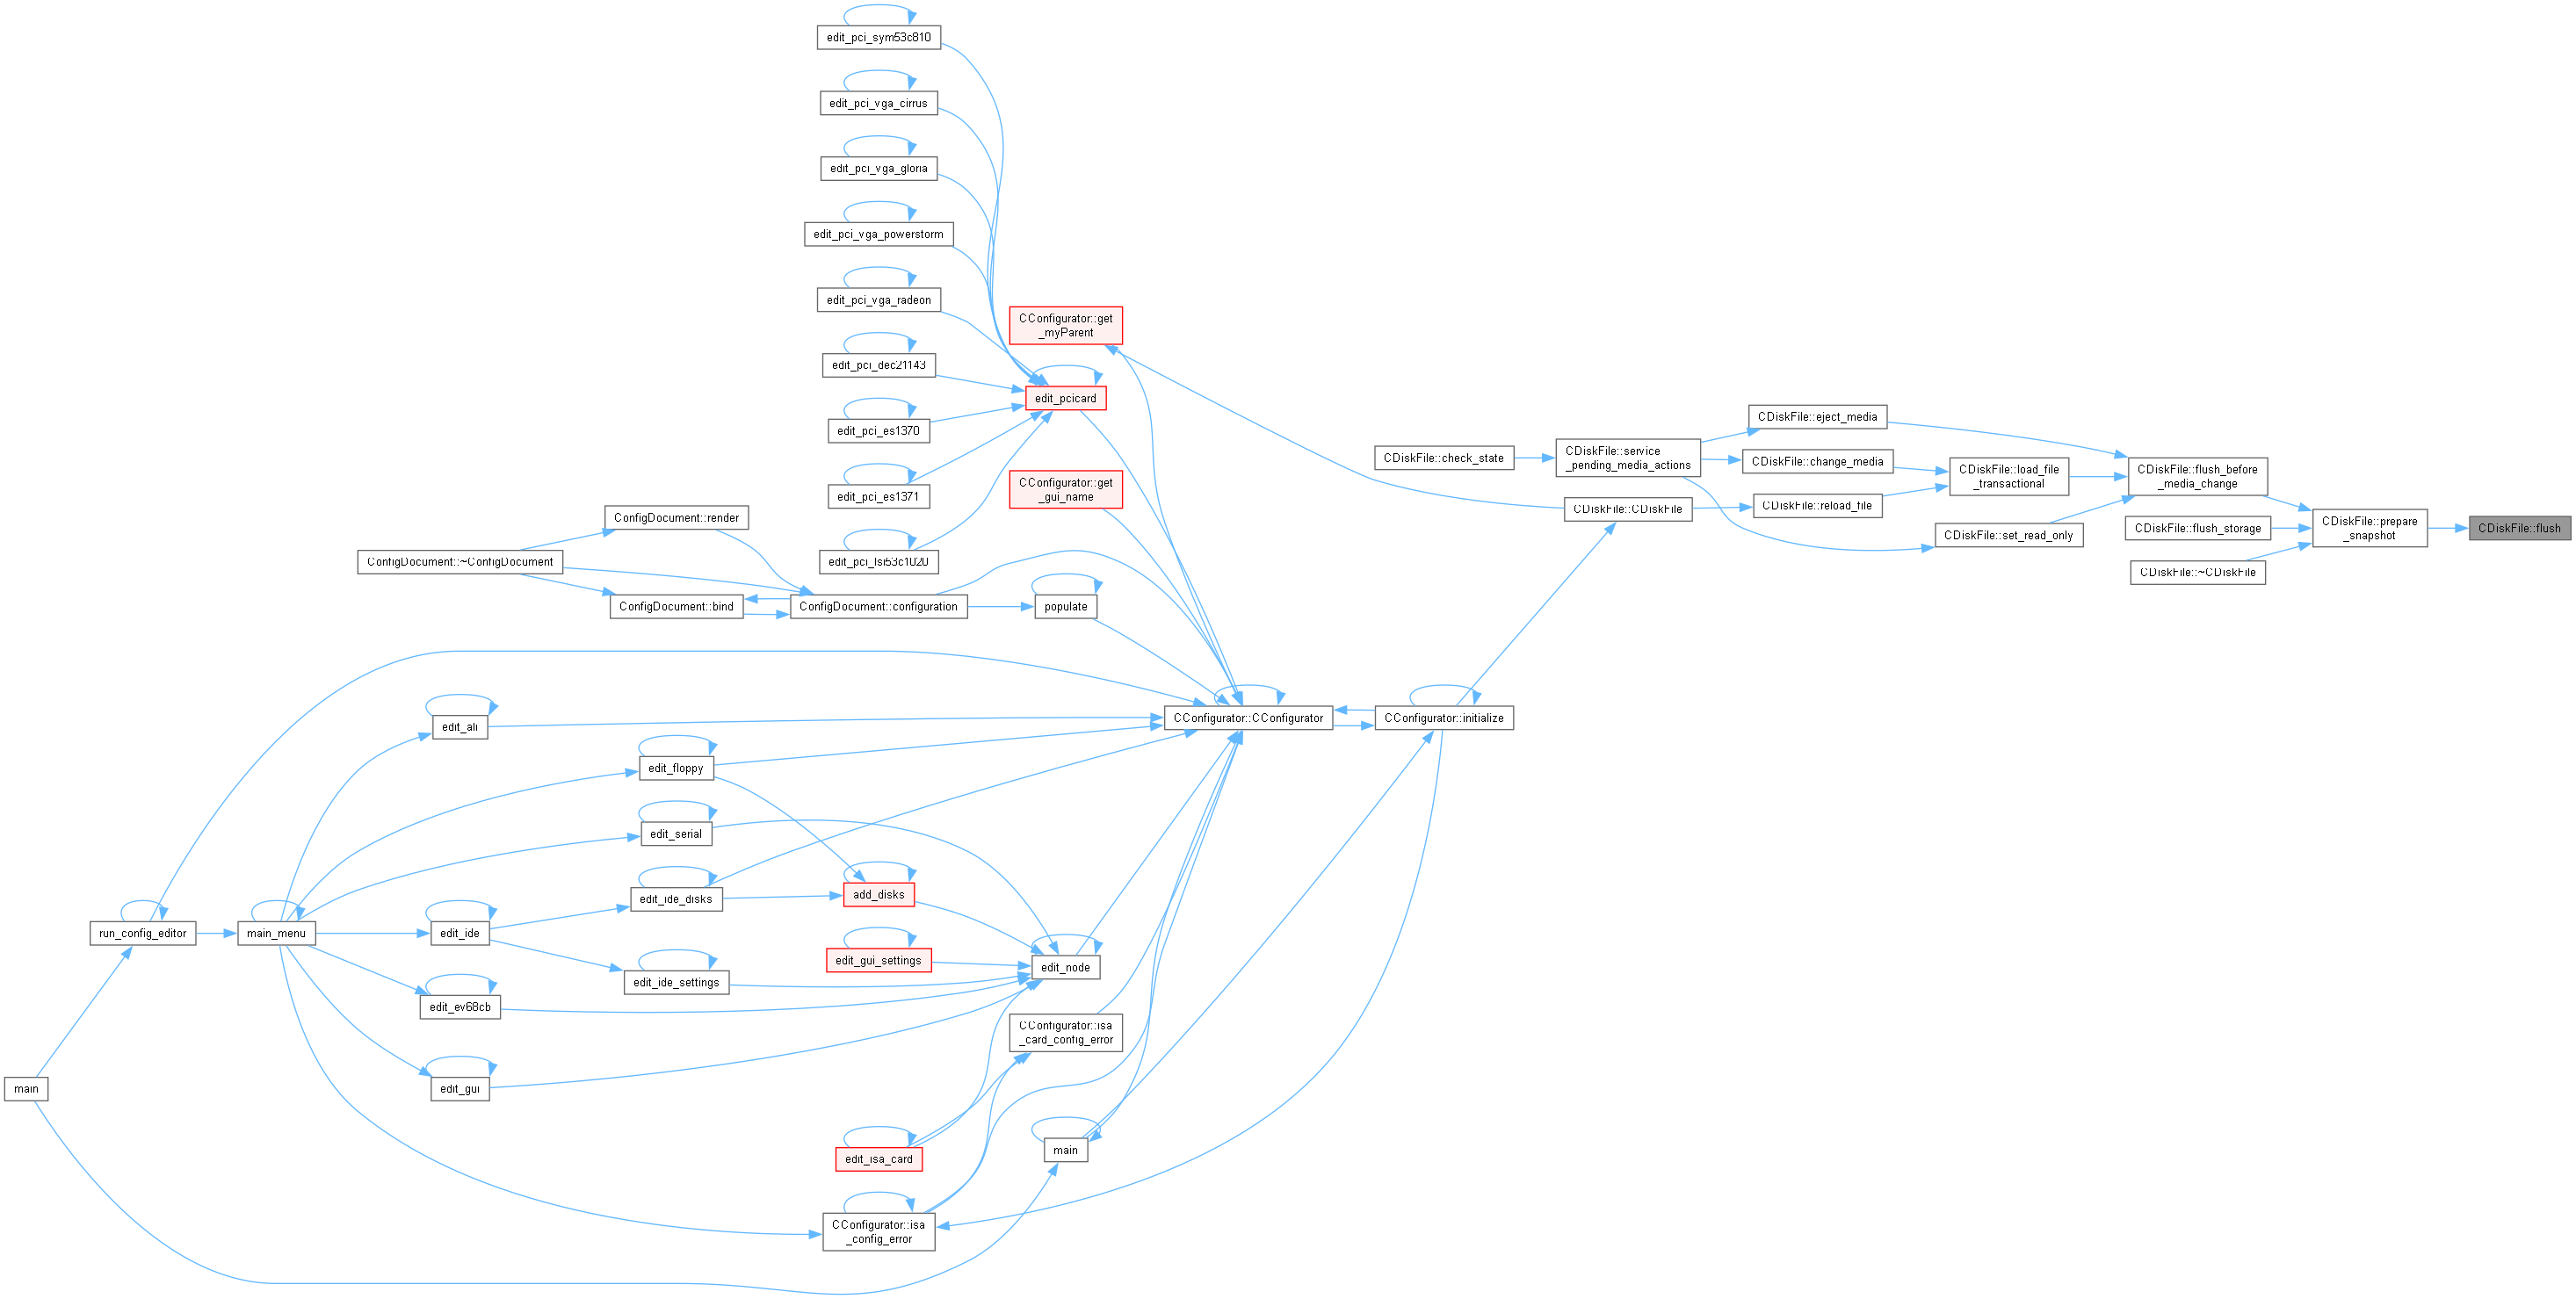 edit_pci_sym53c810
edit_pci_vga_cirrus
edit_pci_vga_gloria
edit_pci_vga_powerstorm
edit_pci_vga_radeon
CConfigurator::get
_myParent
edit_pci_dec21143
edit_pcicard
edit_pci_es1370
CDiskFile::eject_media
CDiskFile::check_state
CDiskFile::service
_pending_media_actions
CDiskFile::change_media
CDiskFile::load_file
_transactional
CDiskFile::flush_before
_media_change
edit_pci_es1371
CConfigurator::get
_gui_name
CDiskFile::CDiskFile
CDiskFile::reload_file
ConfigDocument::render
CDiskFile::flush_storage
CDiskFile::prepare
_snapshot
CDiskFile::flush
CDiskFile::set_read_only
ConfigDocument::~ConfigDocument
edit_pci_lsi53c1020
CDiskFile::~CDiskFile
ConfigDocument::bind
ConfigDocument::configuration
populate
CConfigurator::CConfigurator
CConfigurator::initialize
edit_ali
edit_floppy
edit_serial
edit_ide_disks
add_disks
run_config_editor
main_menu
edit_ide
edit_gui_settings
edit_node
edit_ide_settings
edit_ev68cb
CConfigurator::isa
_card_config_error
main
edit_gui
edit_isa_card
main
CConfigurator::isa
_config_error